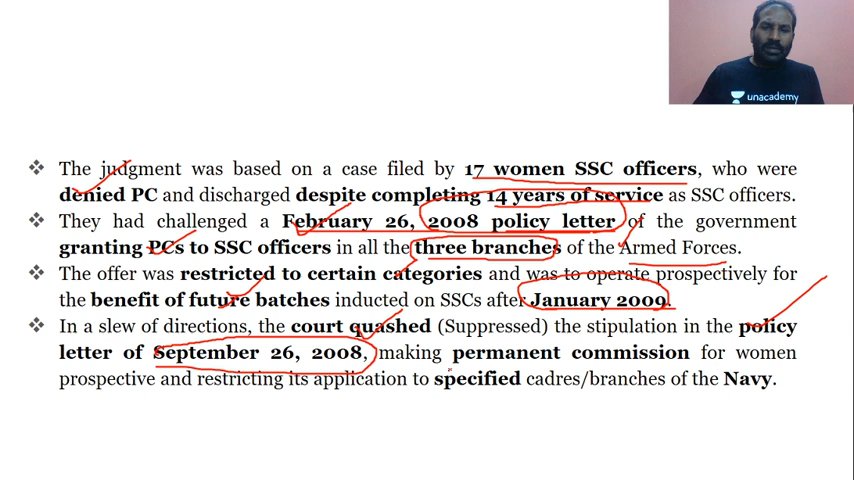 unacademy
❖ The judgment was based on a case filed by 17 women SSC officers, who were
denied PC and discharged despite completing 14 years of service as SSC officers.
❖ They had challenged a February 26, 2008 policy letter of the government
granting PCs to SSC officers in all the three branches of the Armed Forces.
❖ The offer was restricted to certain categories and was to operate prospectively for
the benefit of future batches inducted on SSCs after January 2009.
❖ In a slew of directions, the court quashed (Suppressed) the stipulation in the policy
letter of September 26, 2008, making permanent commission for women
prospective and restricting its application to specified cadres/branches of the Navy.